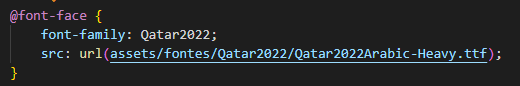 @font-face {
    font-family: Qatar2022;
    src: url(assets/fontes/Qatar2022/Qatar2022Arabic-Heavy.ttf);
}